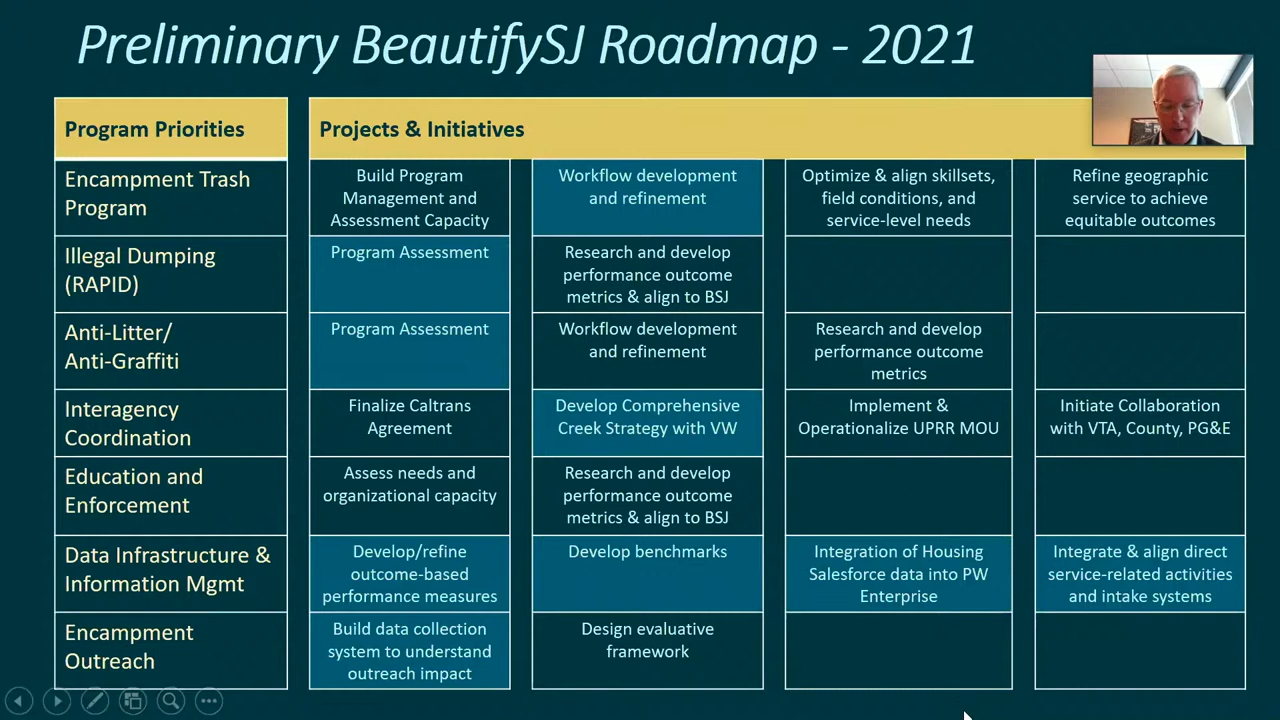 Preliminary BeautifySJ Roadmap - 2021
Program Priorities
Projects & Initiatives
Encampment Trash
Program
Build Program
Management and
Assessment Capacity
Workflow development
and refinement
Optimize & align skillsets,
field conditions, and
service-level needs
Refine geographic
service to achieve
equitable outcomes
Illegal Dumping
(RAPID)
Program Assessment
Research and develop
performance outcome
metrics & align to BSJ
Anti-Litter/
Anti-Graffiti
Program Assessment
Workflow development
and refinement
Research and develop
performance outcome
metrics
Interagency
Coordination
Finalize Caltrans
Agreement
Develop Comprehensive
Creek Strategy with VW
Implement &
Operationalize UPRR MOU
Initiate Collaboration
with VTA, County, PG&E
Education and
Enforcement
Assess needs and
organizational capacity
Research and develop
performance outcome
metrics & align to BSJ
Data Infrastructure &
Information Mgmt
Develop/refine
outcome-based
performance measures
Develop benchmarks
Integration of Housing
Salesforce data into PW
Enterprise
Integrate & align direct
service-related activities
and intake systems
Encampment
Outreach
Build data collection
system to understand
outreach impact
Design evaluative
framework